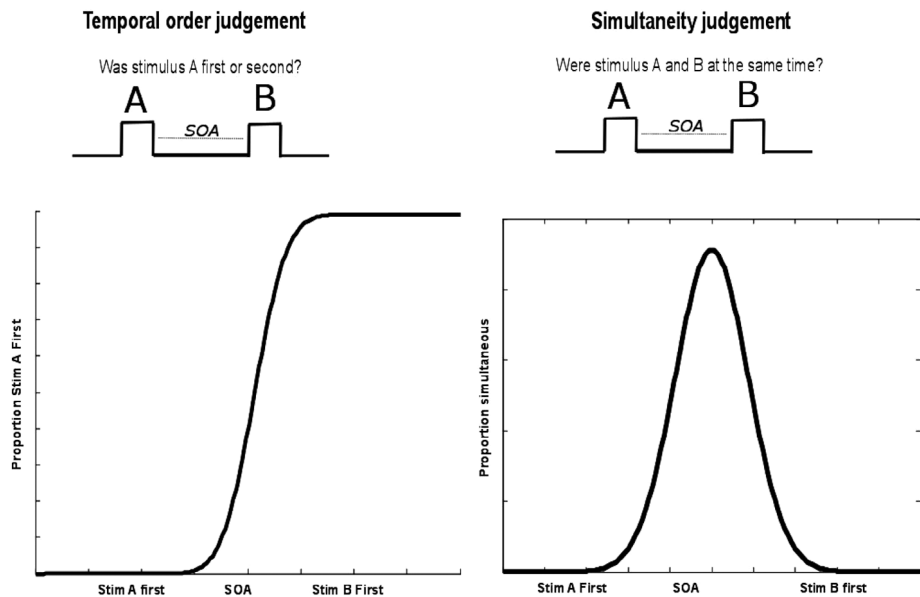 Temporal order judgement
Was stimulus A first or second?
A
B
SOA
Proportion Stim A First
Stim A first
SOA
Stim B First
Simultaneity judgement
Were stimulus A and B at the same time?
A
B
SOA
Proportion simultaneous
Stim A First
SOA
Stim B first